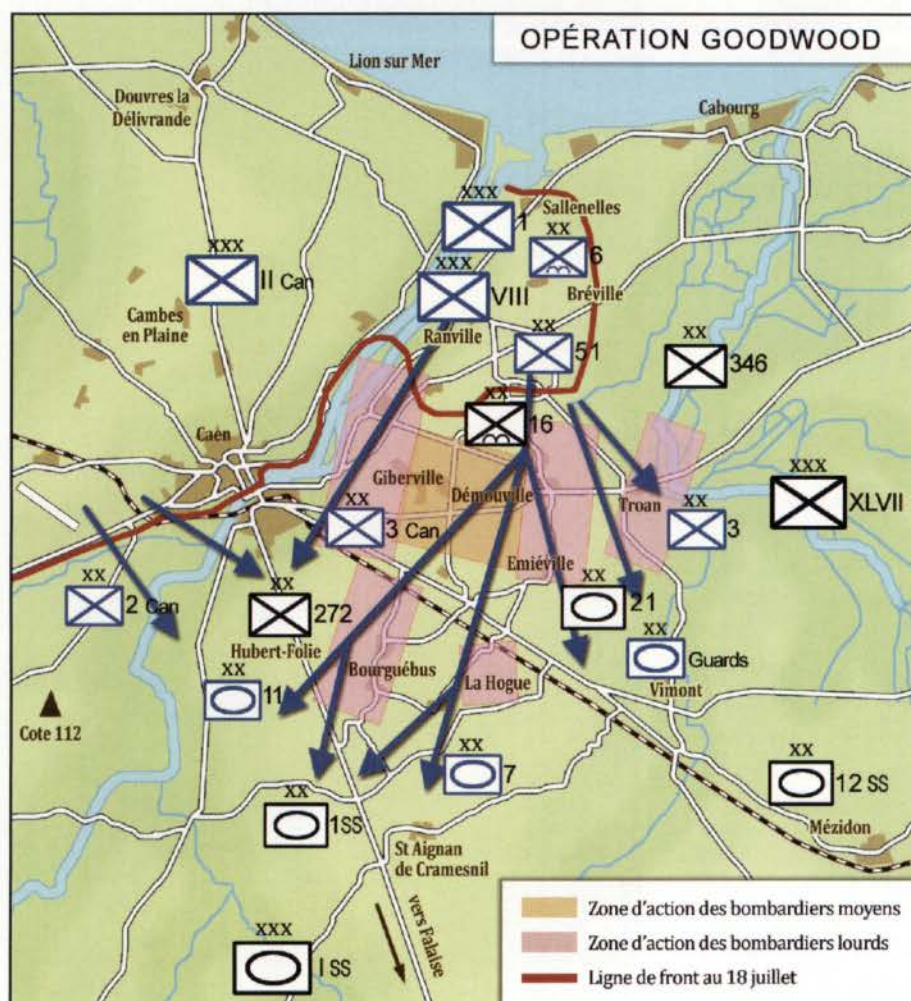 OPÉRATION GOODWOOD
Lion sur Mer
Douvres la
Délivrande
Cabourg
XXX
1
Sallenelles
XX
6
XXX
II Can
XXX
VIII
Bréville
Cambes
en Plaine
Ranville
XX
51
XX
346
XX
16
Caen
Giberville
Démouville
XXX
XLVII
XX
3 Can
Troan
XX
3
Emiéville
XX
2 Can
XX
272
XX
21
Hubert-Folie
XX
Guards
Bourguébus
La Hogue
Vimont
XX
11
Cote 112
XX
7
XX
12 SS
XX
1SS
Mézidon
St Aignan
de Cramesnil
vers Falaise
XXX
I SS
Zone d'action des bombardiers moyens
Zone d'action des bombardiers lourds
Ligne de front au 18 juillet